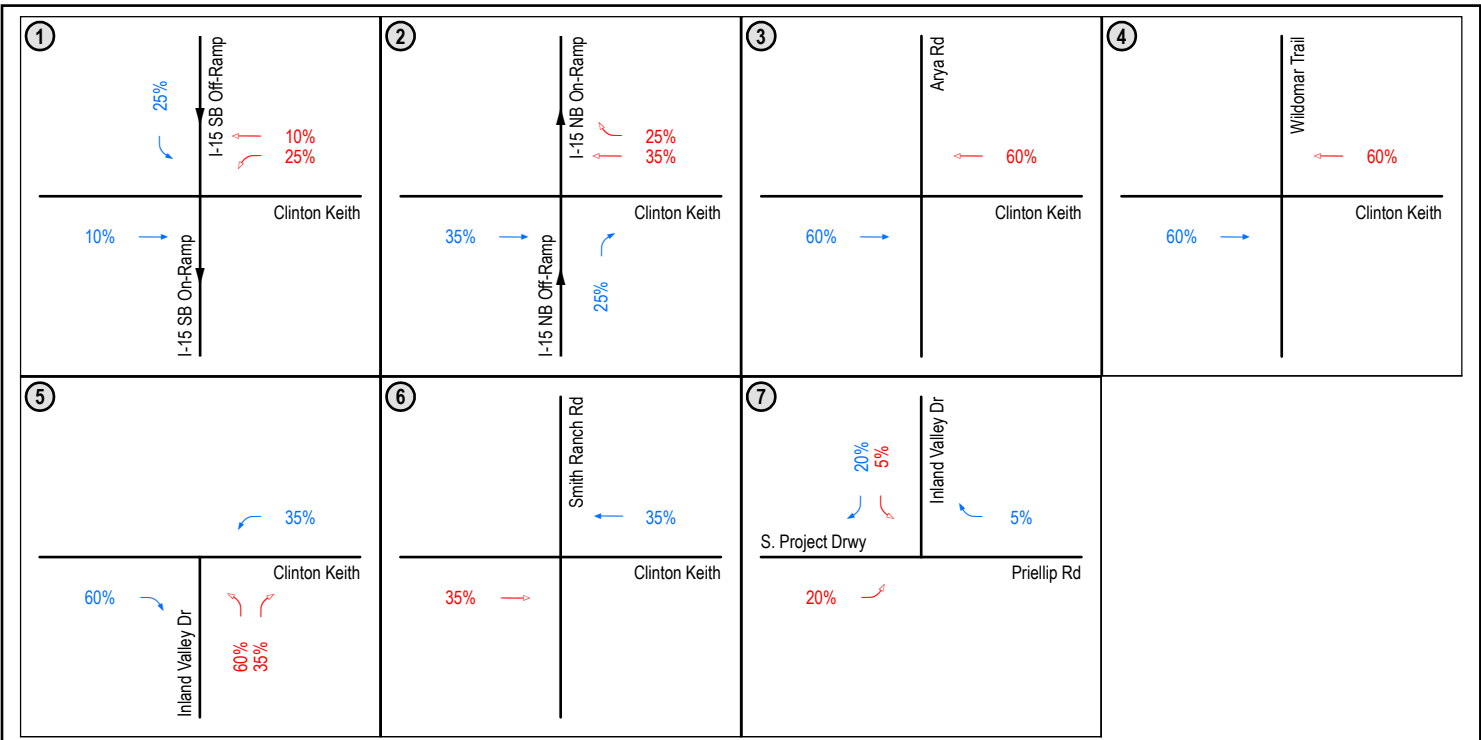 1
25%
I-15 SB Off-Ramp
10%
25%
Clinton Keith
10%
I-15 SB On-Ramp
2
I-15 NB On-Ramp
25%
35%
Clinton Keith
35%
I-15 NB Off-Ramp
25%
3
Arya Rd
60%
Clinton Keith
60%
4
Wildomar Trail
60%
Clinton Keith
60%
5
35%
Clinton Keith
60%
Inland Valley Dr
60%
35%
6
Smith Ranch Rd
35%
Clinton Keith
35%
7
20%
5%
Inland Valley Dr
5%
S. Project Drwy
Priellip Rd
20%